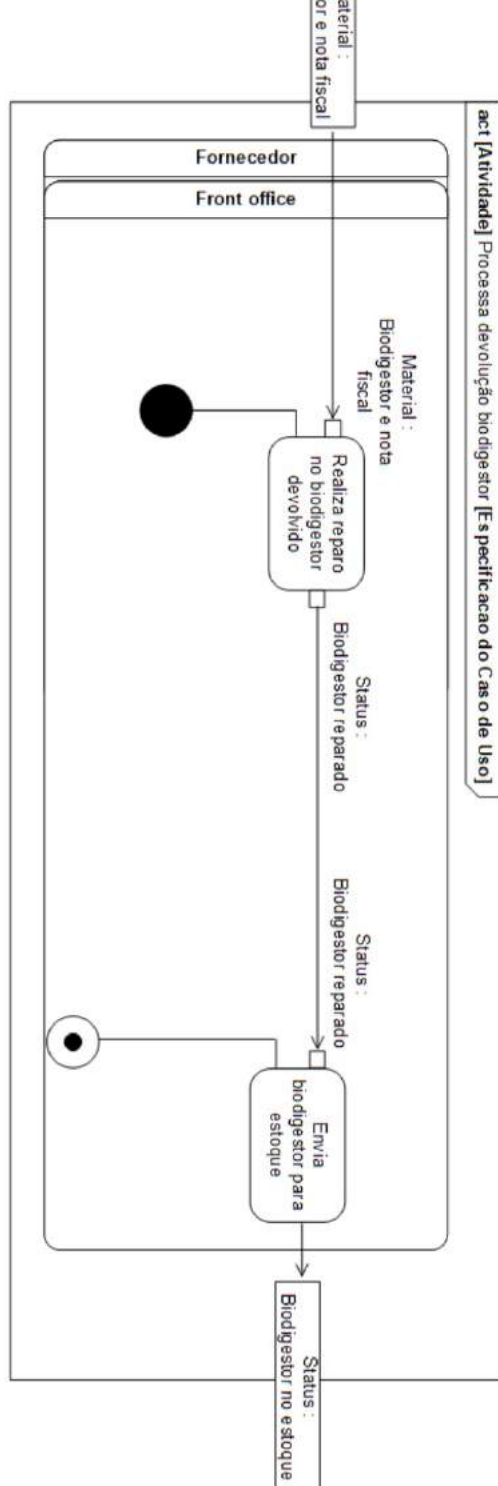 act [Atividade] Processa devolução biodigestor [Especificacao do Caso de Uso]
Fornecedor
Front office
Material :
or e nota fiscal
Material :
Biodigestor e nota
fiscal
Realiza reparo
no biodigestor
devolvido
Status :
Biodigestor reparado
Status :
Biodigestor reparado
Envia
biodigestor para
estoque
Status :
Biodigestor no estoque